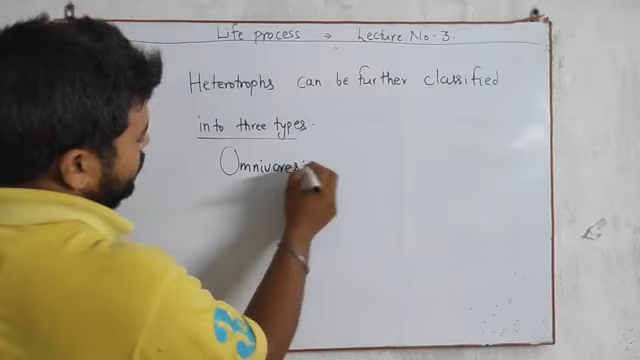 Life process → Lecture No-3.
Heterotrophs can be further classified
into three types.
Omnivores